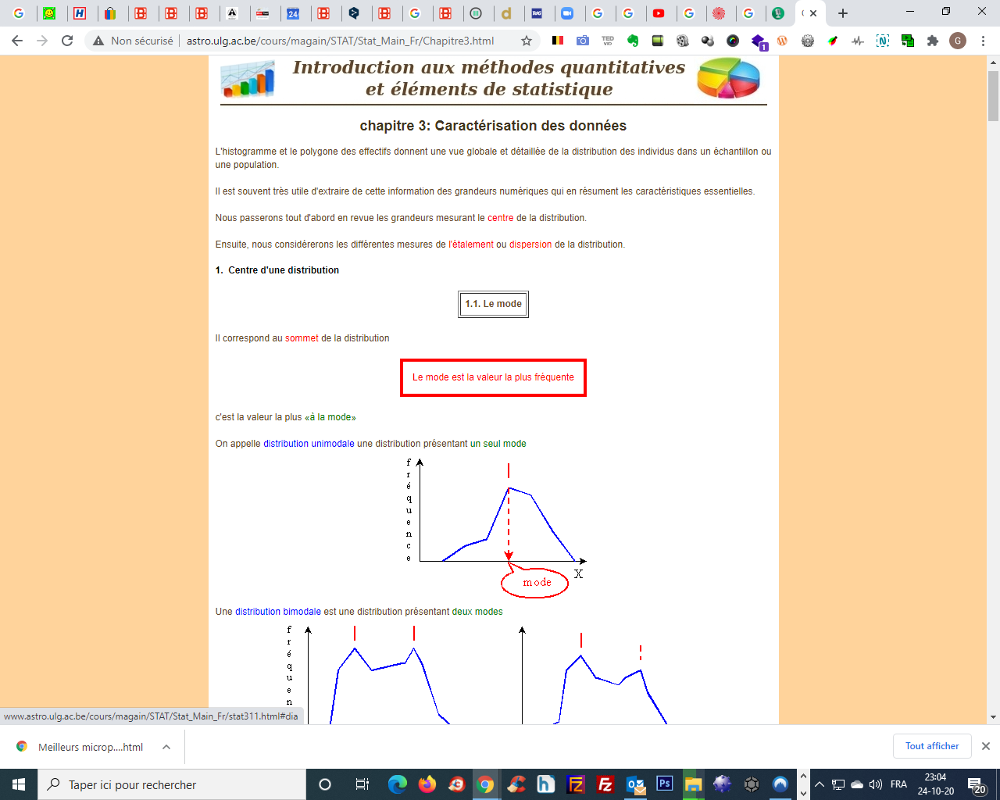 24
Non sécurisé
astro.ulg.ac.be/cours/magain/STAT/Stat_Main_Fr/Chapitre3.html
TED
1
G
Introduction aux méthodes quantitatives
et éléments de statistique
chapitre 3: Caractérisation des données
L'histogramme et le polygone des effectifs donnent une vue globale et détaillée de la distribution des individus dans un échantillon ou
une population.
Il est souvent très utile d'extraire de cette information des grandeurs numériques qui en résument les caractéristiques essentielles.
Nous passerons tout d'abord en revue les grandeurs mesurant le centre de la distribution.
Ensuite, nous considérerons les différentes mesures de l'étalement ou dispersion de la distribution.
1. Centre d'une distribution
1.1. Le mode
Il correspond au sommet de la distribution
Le mode est la valeur la plus fréquente
c'est la valeur la plus «à la mode»
On appelle distribution unimodale une distribution présentant un seul mode
fréquence
X
mode
Une distribution bimodale est une distribution présentant deux modes
fréquen
www.astro.ulg.ac.be/cours/magain/STAT/Stat_Main_Fr/stat311.html#dia
Meilleurs microp....html
Tout afficher
Taper ici pour rechercher
FRA
23:04
24-10-20
20